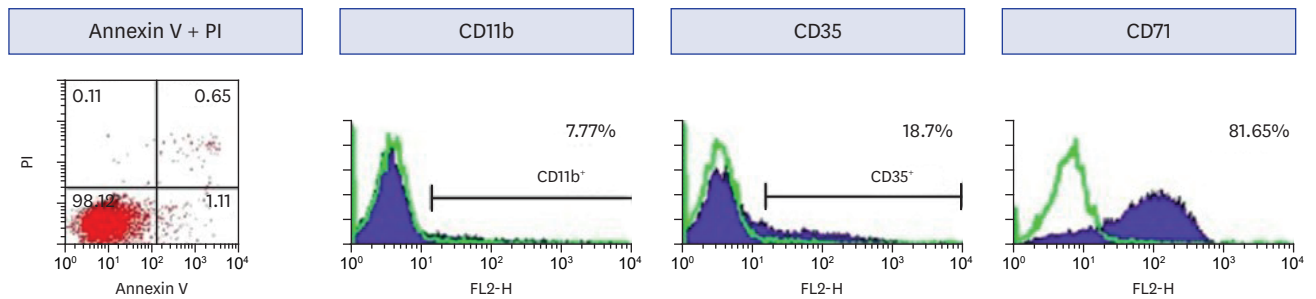 Annexin V + PI
CD11b
CD35
CD71
0.11
0.65
98.12
1.11
PI
10⁰ 10¹ 10² 10³ 10⁴
Annexin V
7.77%
CD11b⁺
10⁰ 10¹ 10² 10³ 10⁴
FL2-H
18.7%
CD35⁺
10⁰ 10¹ 10² 10³ 10⁴
FL2-H
81.65%
10⁰ 10¹ 10² 10³ 10⁴
FL2-H